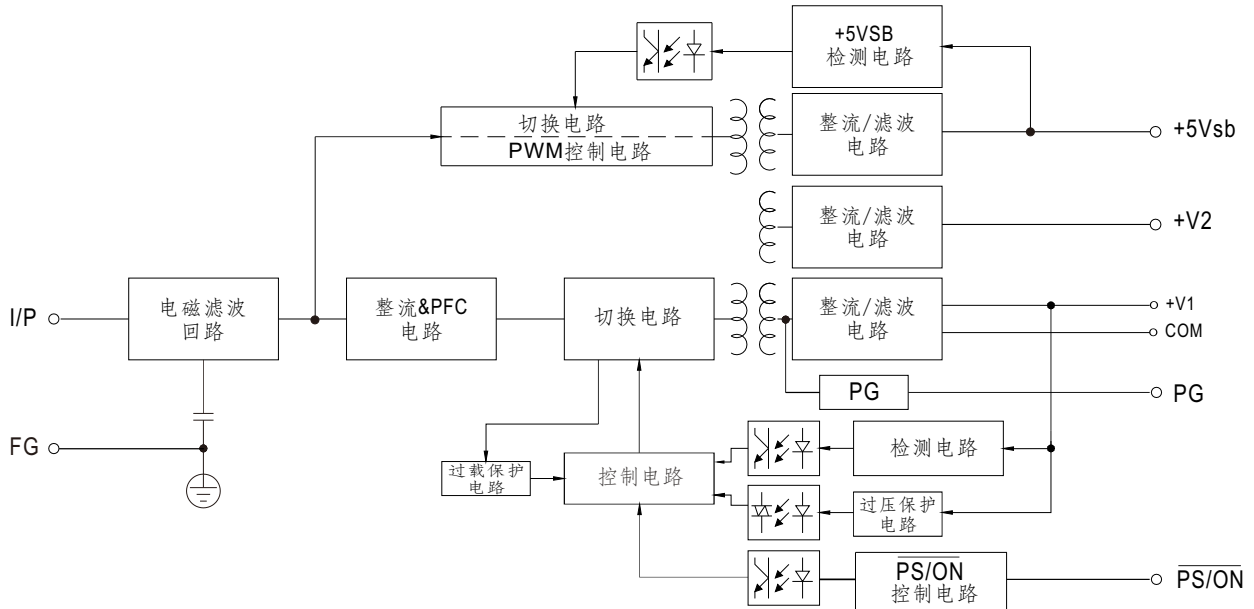 +5VSB
检测电路
切换电路
PWM控制电路
整流/滤波
电路
+5Vsb
整流/滤波
电路
+V2
I/P
电磁滤波
回路
整流&PFC
电路
切换电路
整流/滤波
电路
+V1
COM
PG
PG
FG
过载保护
电路
控制电路
检测电路
过压保护
电路
PS/ON
控制电路
PS/ON